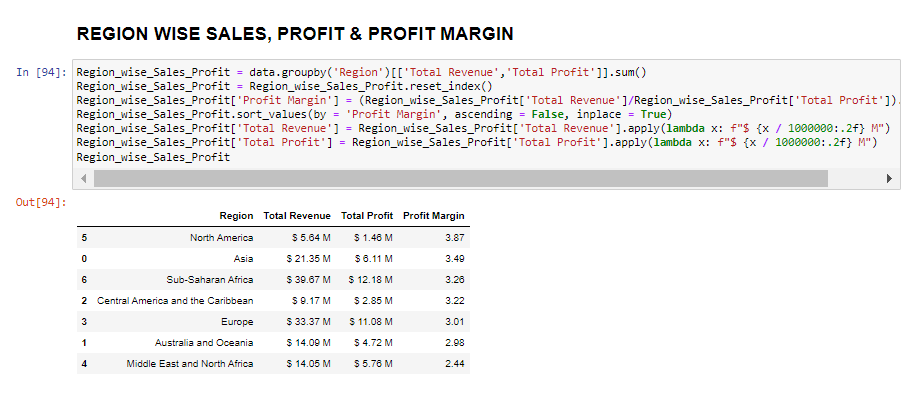 REGION WISE SALES, PROFIT & PROFIT MARGIN
In [94]: Region_wise_Sales_Profit = data.groupby('Region')[['Total Revenue','Total Profit']].sum()
Region_wise_Sales_Profit = Region_wise_Sales_Profit.reset_index()
Region_wise_Sales_Profit['Profit Margin'] = (Region_wise_Sales_Profit['Total Revenue']/Region_wise_Sales_Profit['Total Profit']).
Region_wise_Sales_Profit.sort_values(by = 'Profit Margin', ascending = False, inplace = True)
Region_wise_Sales_Profit['Total Revenue'] = Region_wise_Sales_Profit['Total Revenue'].apply(lambda x: f"$ {x / 1000000:.2f} M")
Region_wise_Sales_Profit['Total Profit'] = Region_wise_Sales_Profit['Total Profit'].apply(lambda x: f"$ {x / 1000000:.2f} M")
Region_wise_Sales_Profit
Out[94]:
Region Total Revenue Total Profit Profit Margin
5 North America $ 5.64 M $ 1.46 M 3.87
0 Asia $ 21.35 M $ 6.11 M 3.49
6 Sub-Saharan Africa $ 39.67 M $ 12.18 M 3.26
2 Central America and the Caribbean $ 9.17 M $ 2.85 M 3.22
3 Europe $ 33.37 M $ 11.08 M 3.01
1 Australia and Oceania $ 14.09 M $ 4.72 M 2.98
4 Middle East and North Africa $ 14.05 M $ 5.76 M 2.44